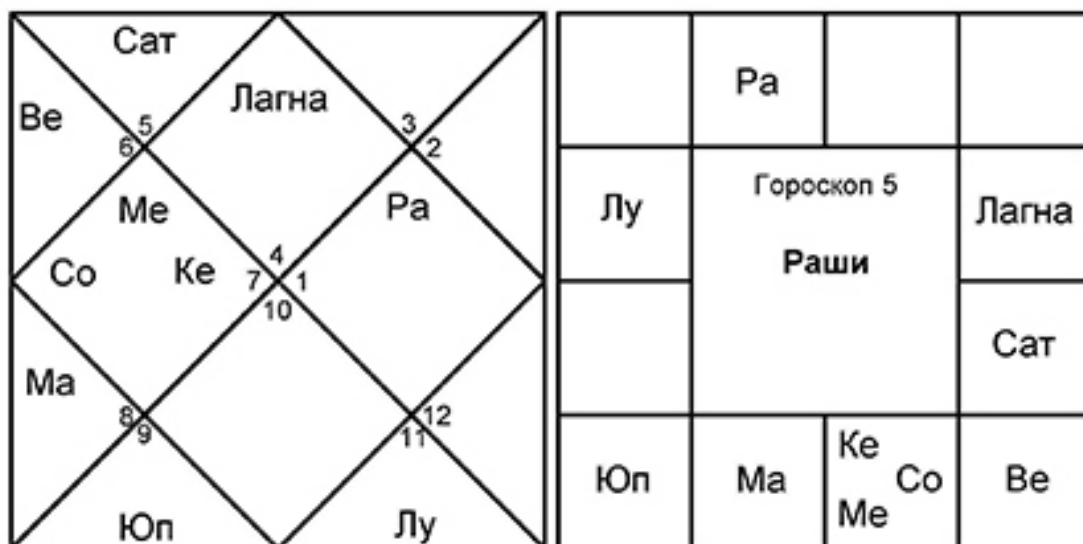 Сат
Лагна
Ве
5
6
3
2
Ме
Ра
Со
Ке
4
7
1
10
Ма
8
9
12
11
Юп
Лу
Ра
Лу
Гороскоп 5
Лагна
Раши
Сат
Юп
Ма
Ке
Со
Ме
Ве